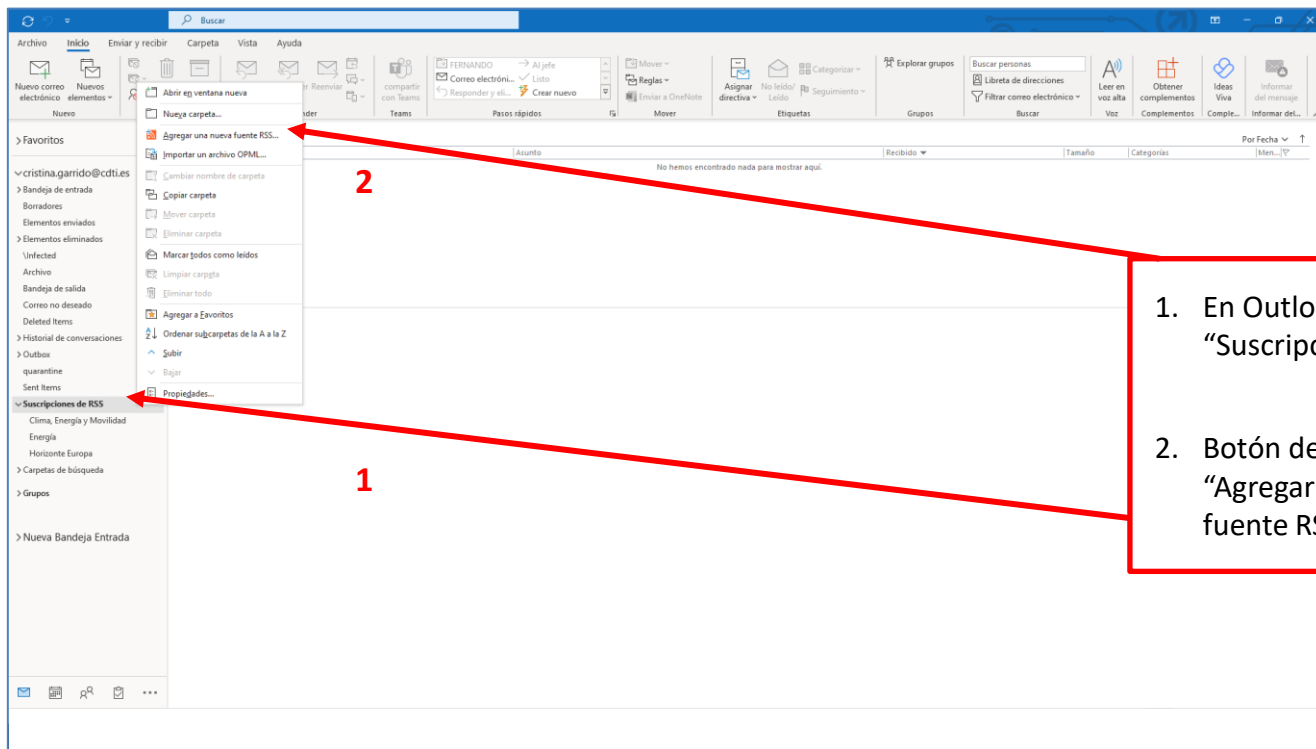 Buscar
Archivo Inicio Enviar y recibir Carpeta Vista Ayuda
Nuevo correo electrónico
Nuevos elementos
Reenviar
compartir con Teams
FERNANDO
Al jefe
Correo electróni...
Listo
Responder y eli...
Crear nuevo
Mover
Reglas
Enviar a OneNote
Asignar directiva
No leído/ Leído
Categorizar
Seguimiento
Explorar grupos
Buscar personas
Libreta de direcciones
Filtrar correo electrónico
Leer en voz alta
Obtener complementos
Ideas Viva
Informar del mensaje
Nuevo
Teams
Pasos rápidos
Mover
Etiquetas
Grupos
Buscar
Voz
Complementos
Comple...
Informar del...
Abrir en ventana nueva
Nueva carpeta...
Agregar una nueva fuente RSS...
Importar un archivo OPML...
Cambiar nombre de carpeta
Copiar carpeta
Mover carpeta
Eliminar carpeta
Marcar todos como leídos
Limpiar carpeta
Eliminar todo
Agregar a Favoritos
Ordenar subcarpetas de la A a la Z
Subir
Bajar
Propiedades...
Favoritos
cristina.garrido@cdti.es
Bandeja de entrada
Borradores
Elementos enviados
Elementos eliminados
\Infected
Archivo
Bandeja de salida
Correo no deseado
Deleted Items
Historial de conversaciones
Outbox
quarantine
Sent Items
Suscripciones de RSS
Clima, Energía y Movilidad
Energía
Horizonte Europa
Carpetas de búsqueda
Grupos
Nueva Bandeja Entrada
Por Fecha
Asunto
Recibido
Tamaño
Categorías
Men...
No hemos encontrado nada para mostrar aquí.
2
1
1. En Outlo
“Suscripc
2. Botón de
“Agregar
fuente RS